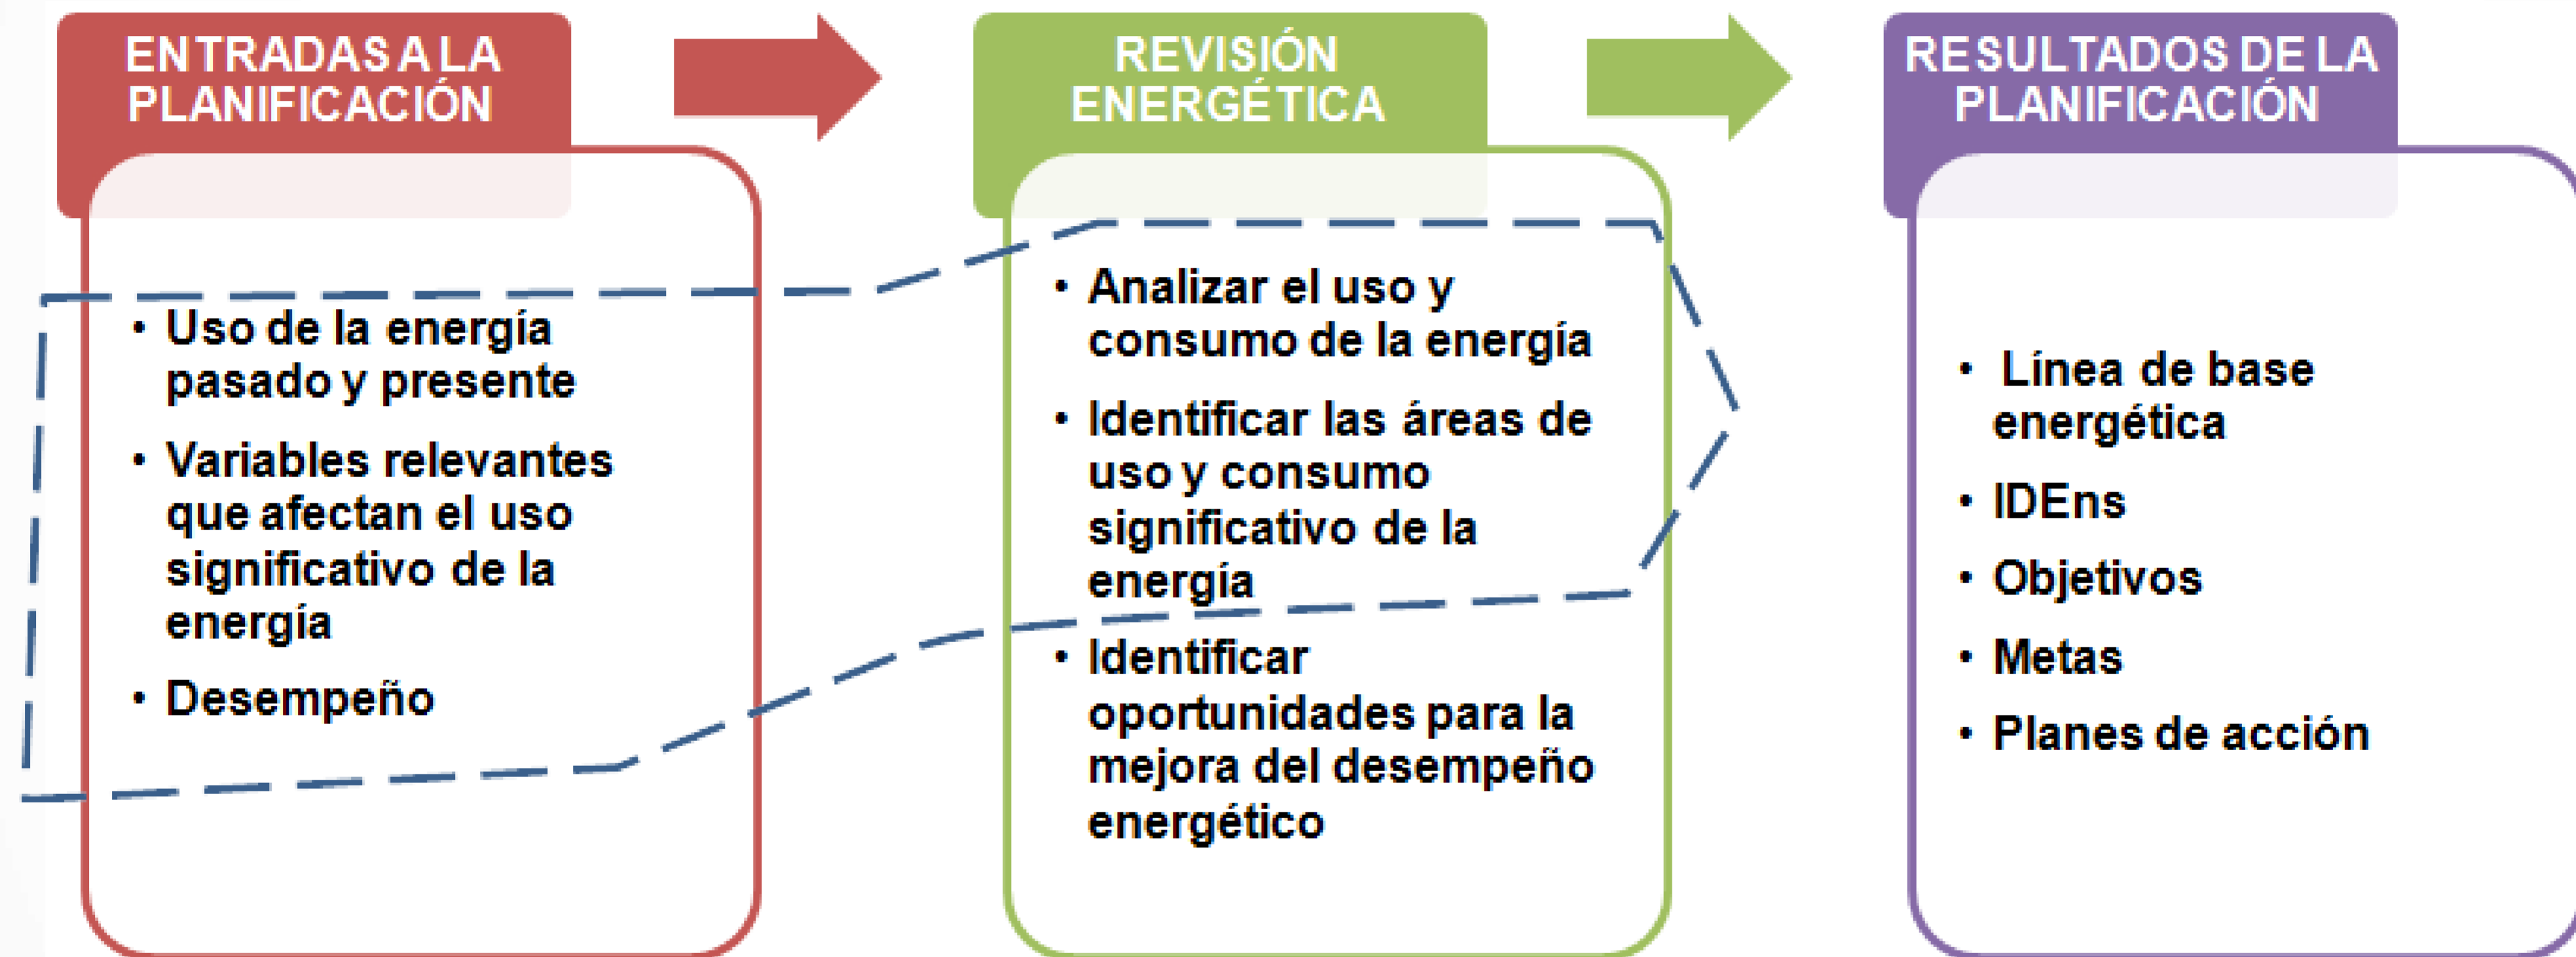 ENTRADAS A LA
PLANIFICACIÓN
• Uso de la energía
pasado y presente
• Variables relevantes
que afectan el uso
significativo de la
energía
• Desempeño
REVISIÓN
ENERGÉTICA
• Analizar el uso y
consumo de la energía
• Identificar las áreas de
uso y consumo
significativo de la
energía
• Identificar
oportunidades para la
mejora del desempeño
energético
RESULTADOS DE LA
PLANIFICACIÓN
• Línea de base
energética
• IDEns
• Objetivos
• Metas
• Planes de acción